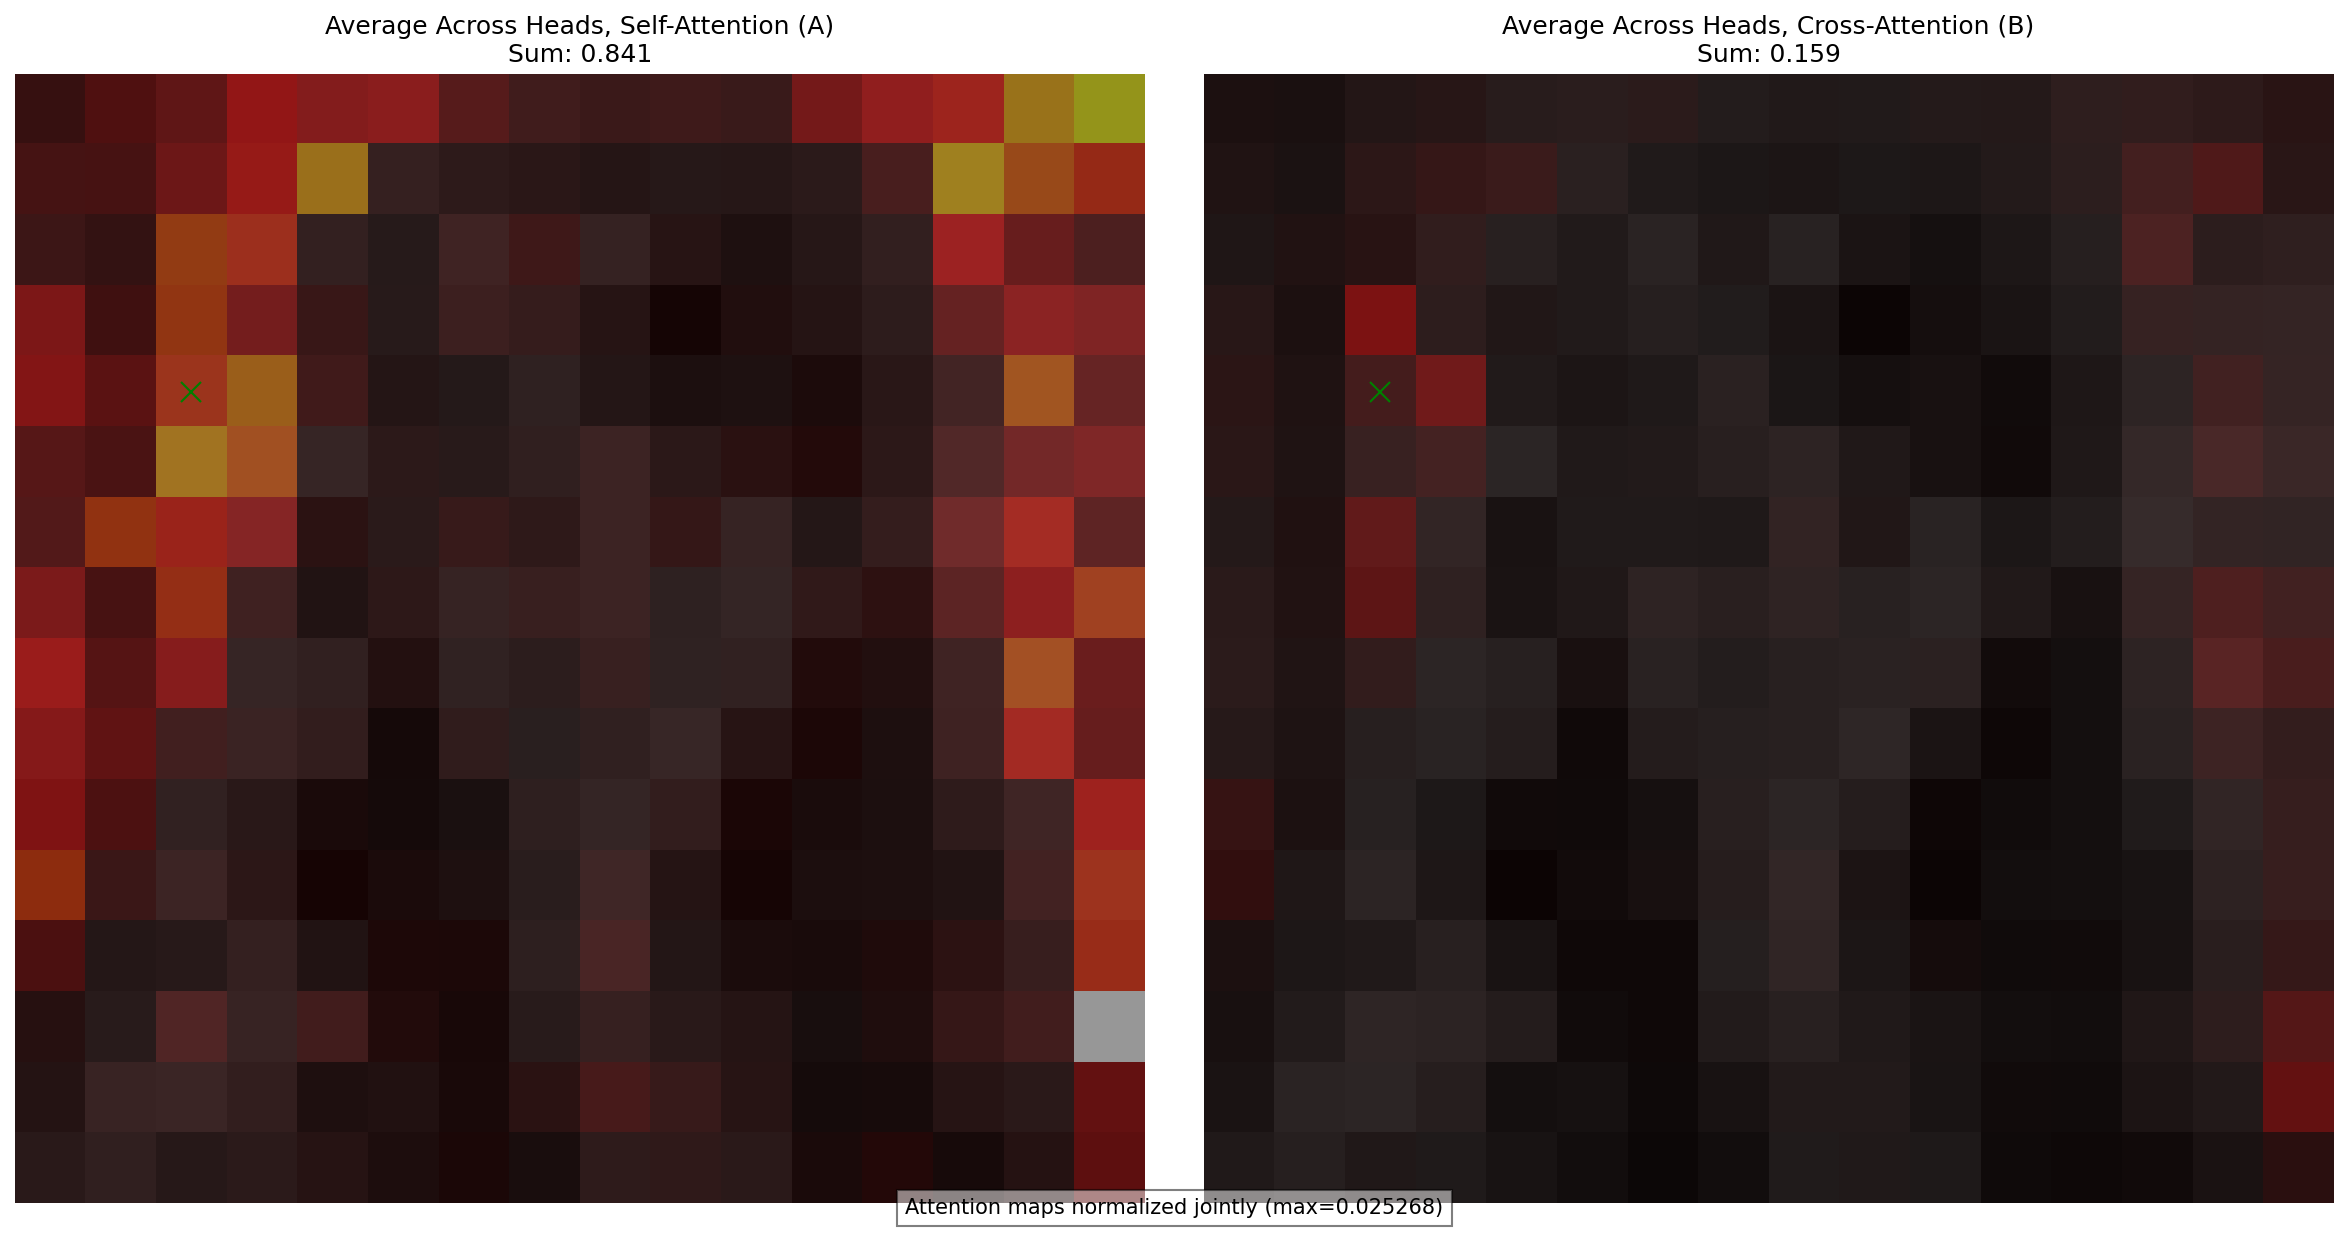 Average Across Heads, Self-Attention (A)
Sum: 0.841
Average Across Heads, Cross-Attention (B)
Sum: 0.159
Attention maps normalized jointly (max=0.025268)